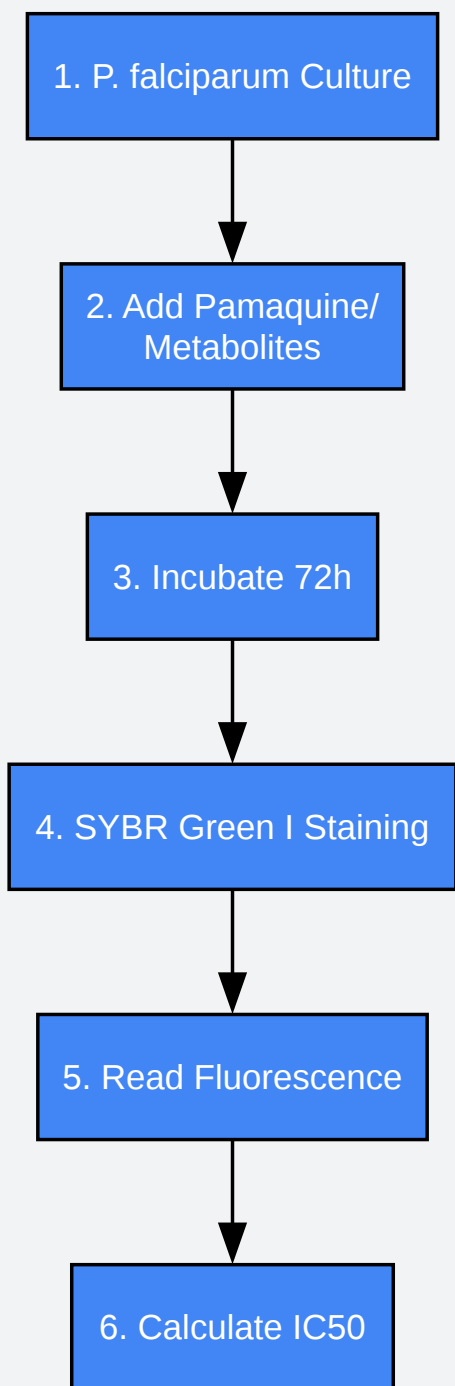 1. P. falciparum Culture
2. Add Pamaquine/
Metabolites
3. Incubate 72h
4. SYBR Green I Staining
5. Read Fluorescence
6. Calculate IC50